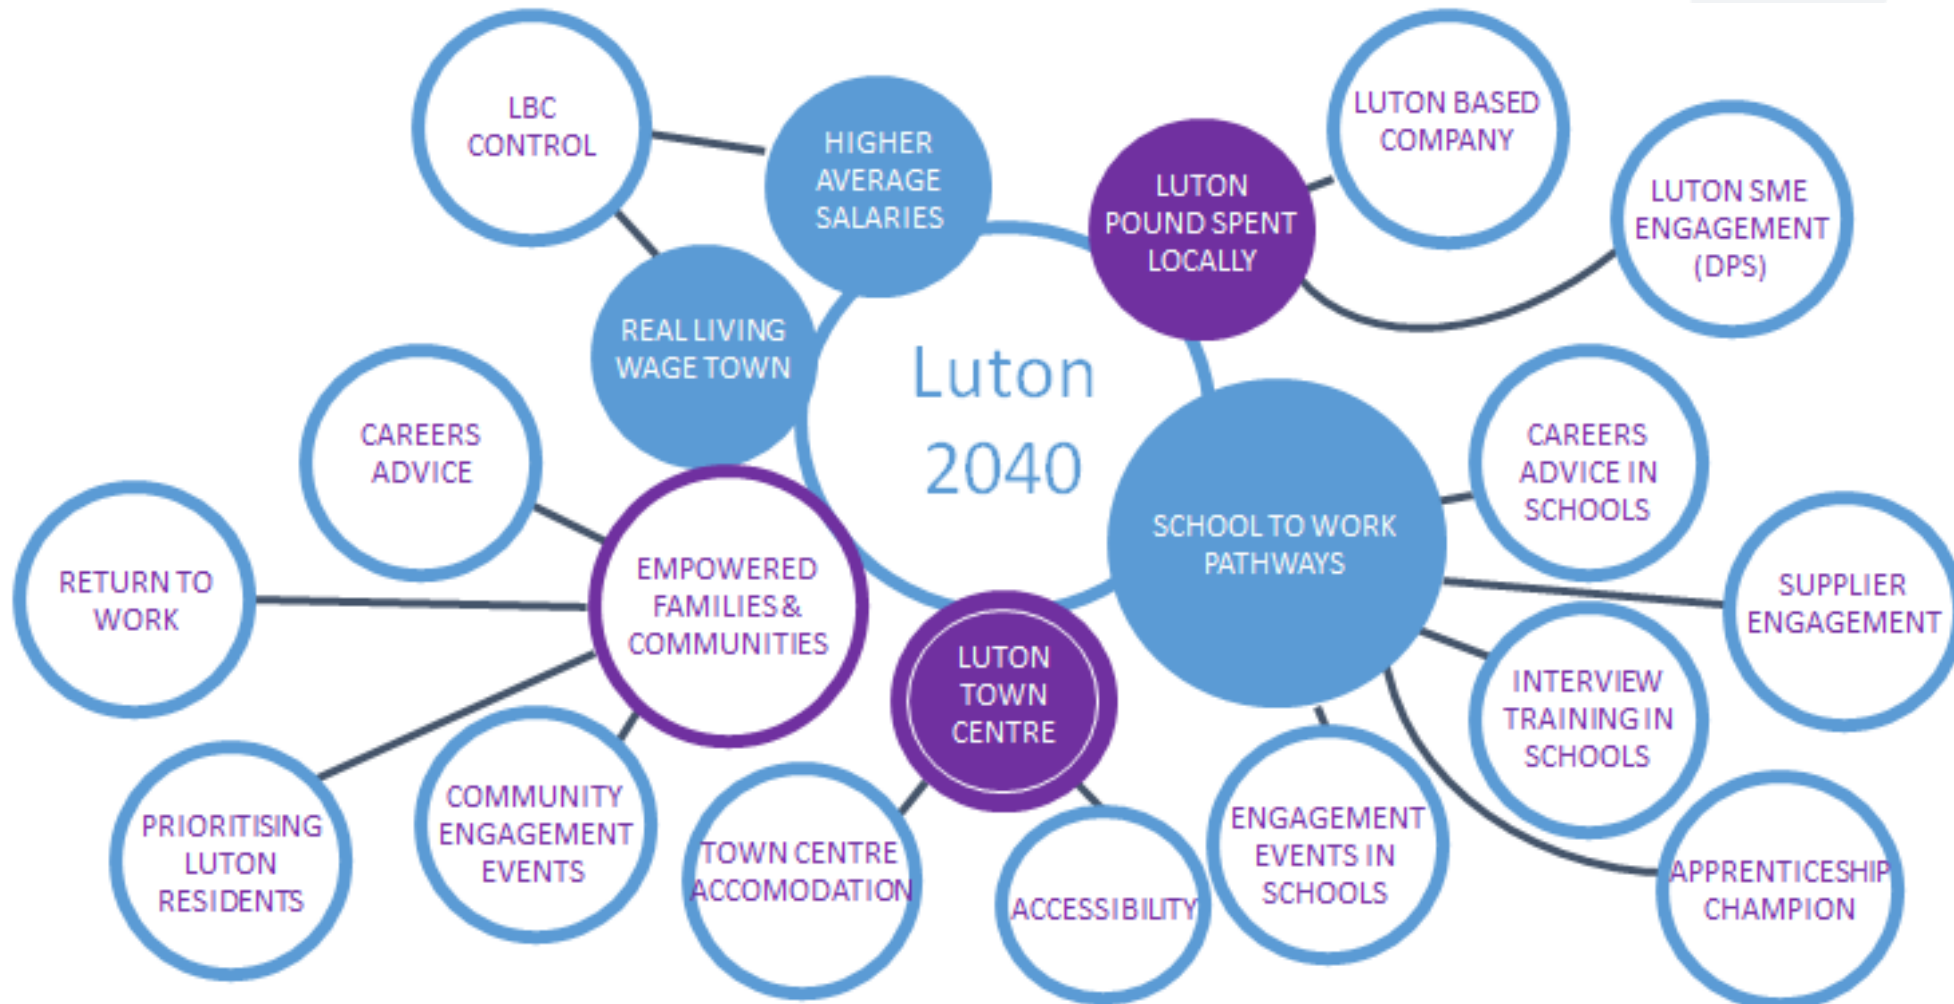 LBC
CONTROL
HIGHER
AVERAGE
SALARIES
LUTON
POUND SPENT
LOCALLY
LUTON BASED
COMPANY
LUTON SME
ENGAGEMENT
(DPS)
REAL LIVING
WAGE TOWN
Luton
2040
CAREERS
ADVICE
CAREERS
ADVICE IN
SCHOOLS
SCHOOL TO WORK
PATHWAYS
RETURN TO
WORK
EMPOWERED
FAMILIES &
COMMUNITIES
SUPPLIER
ENGAGEMENT
LUTON
TOWN
CENTRE
INTERVIEW
TRAINING IN
SCHOOLS
PRIORITISING
LUTON
RESIDENTS
COMMUNITY
ENGAGEMENT
EVENTS
TOWN CENTRE
ACCOMODATION
ACCESSIBILITY
ENGAGEMENT
EVENTS IN
SCHOOLS
APPRENTICESHIP
CHAMPION